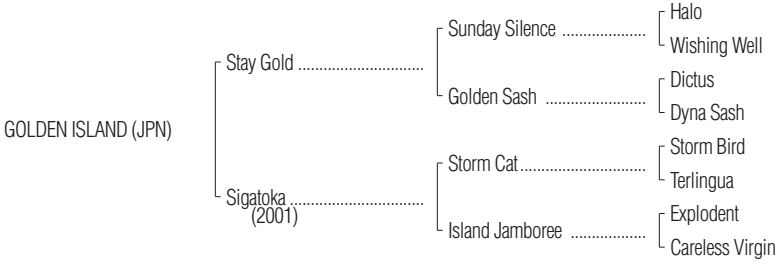 Halo
Sunday Silence ....................
Wishing Well
Stay Gold ..............................
Dictus
Golden Sash ........................
Dyna Sash
GOLDEN ISLAND (JPN)
Storm Bird
Storm Cat..............................
Terlingua
Sigatoka ................................
(2001)
Explodent
Island Jamboree ..................
Careless Virgin